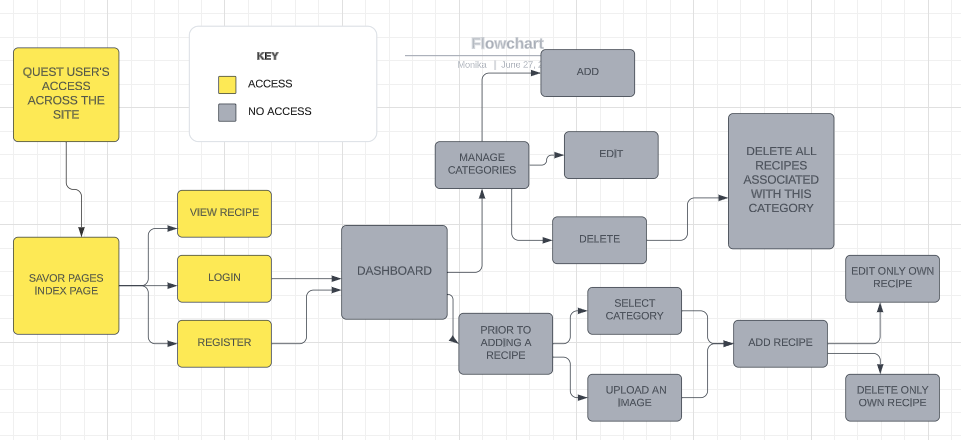 Flowchart
Monika | June 27, 2
KEY
ACCESS
NO ACCESS
QUEST USER'S
ACCESS
ACROSS THE
SITE
SAVOR PAGES
INDEX PAGE
VIEW RECIPE
LOGIN
REGISTER
DASHBOARD
MANAGE
CATEGORIES
ADD
EDIT
DELETE
DELETE ALL
RECIPES
ASSOCIATED
WITH THIS
CATEGORY
PRIOR TO
ADDING A
RECIPE
SELECT
CATEGORY
UPLOAD AN
IMAGE
ADD RECIPE
EDIT ONLY OWN
RECIPE
DELETE ONLY
OWN RECIPE